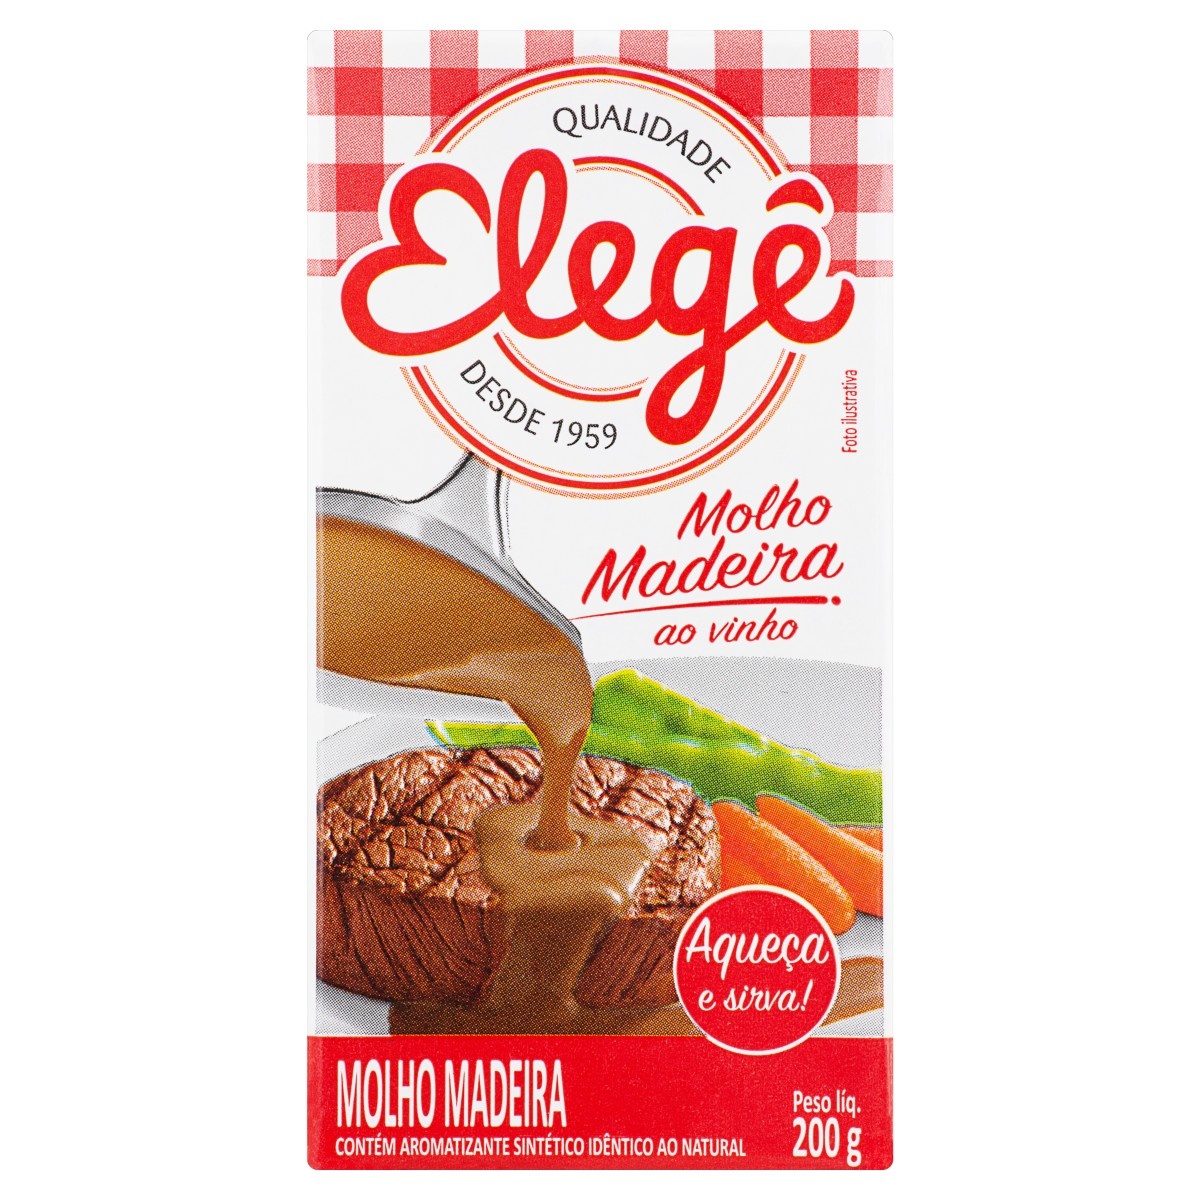 QUALIDADE
Elegê
DESDE 1959
Foto ilustrativa
Molho
Madeira
ao vinho
Aqueça
e sirva!
MOLHO MADEIRA
CONTÉM AROMATIZANTE SINTÉTICO IDÊNTICO AO NATURAL
Peso líq.
200 g